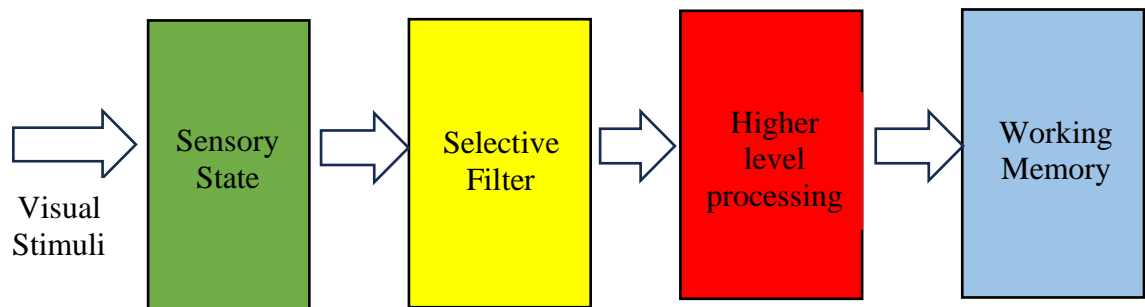 Visual
Stimuli
Sensory
State
Selective
Filter
Higher
level
processing
Working
Memory